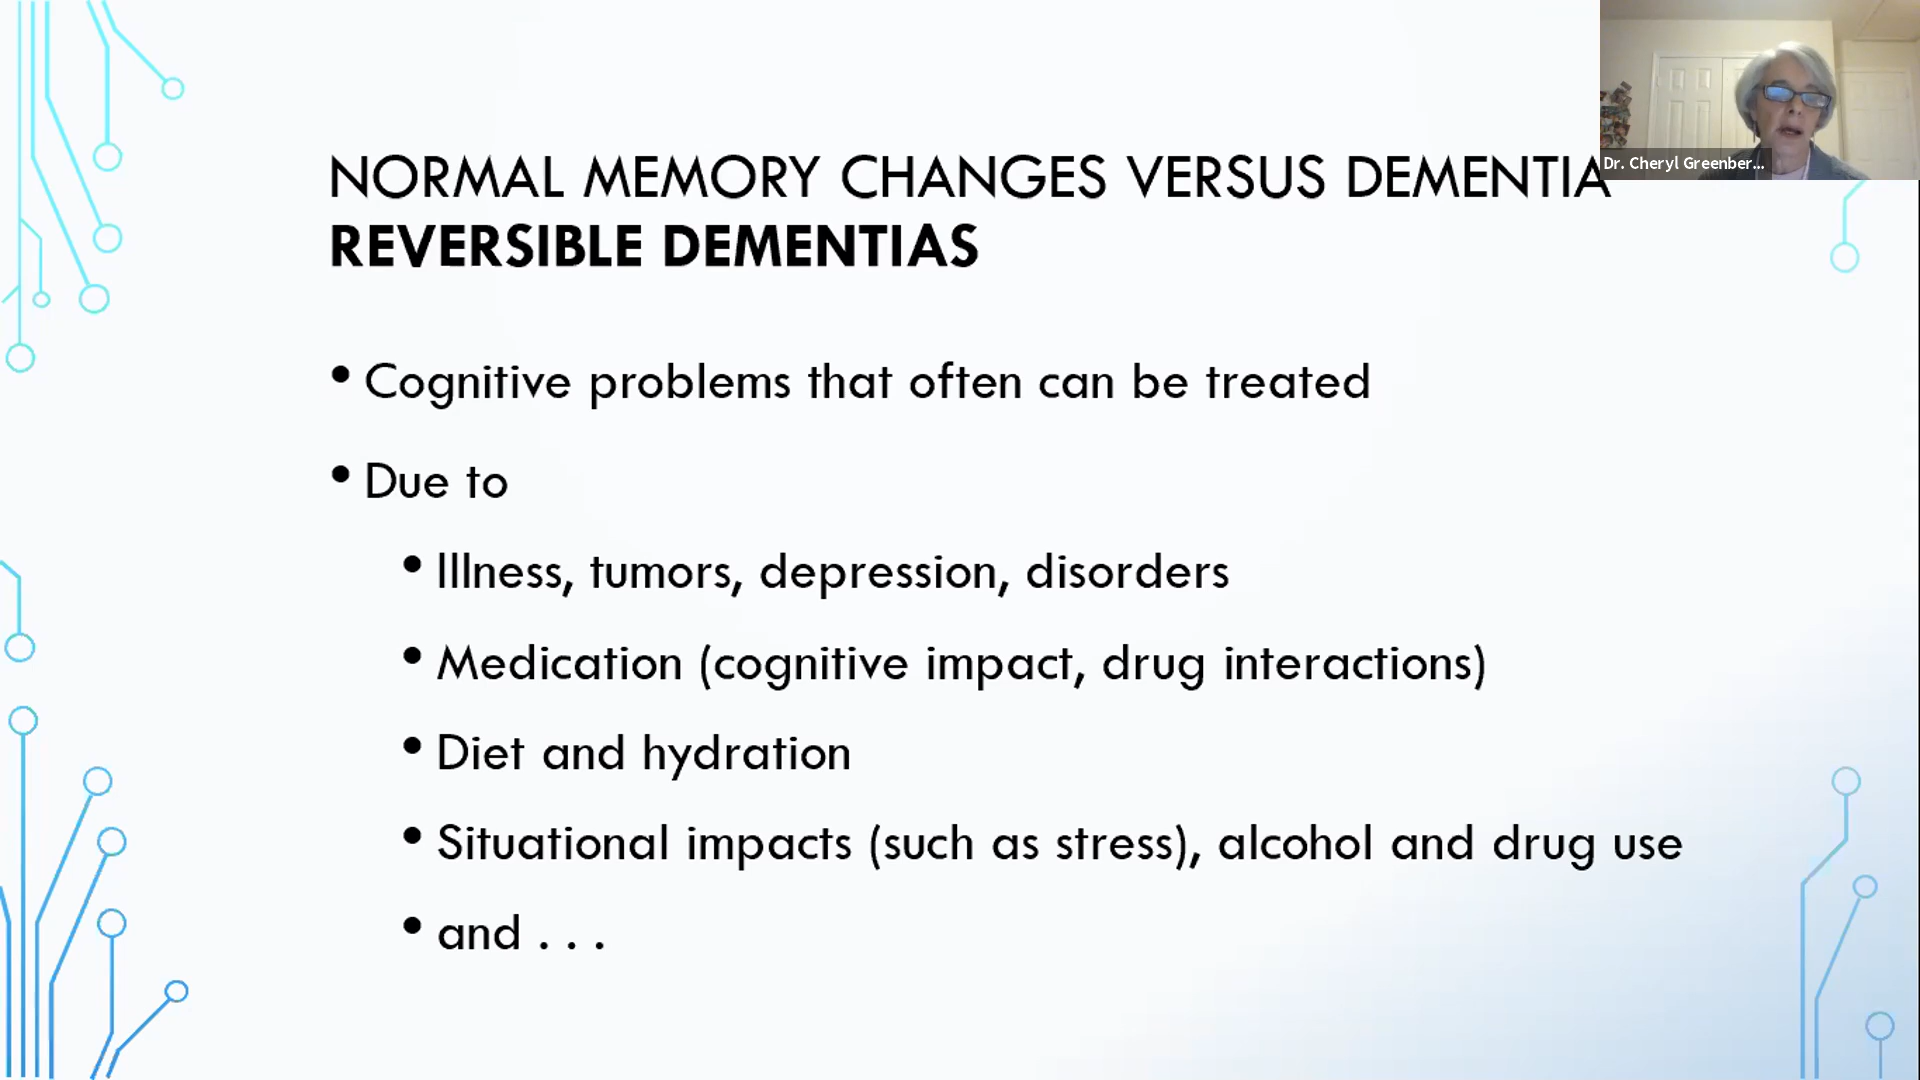 NORMAL MEMORY CHANGES VERSUS DEMENTIA
REVERSIBLE DEMENTIAS
• Cognitive problems that often can be treated
• Due to
• Illness, tumors, depression, disorders
• Medication (cognitive impact, drug interactions)
• Diet and hydration
• Situational impacts (such as stress), alcohol and drug use
• and . . .
Dr. Cheryl Greenber...